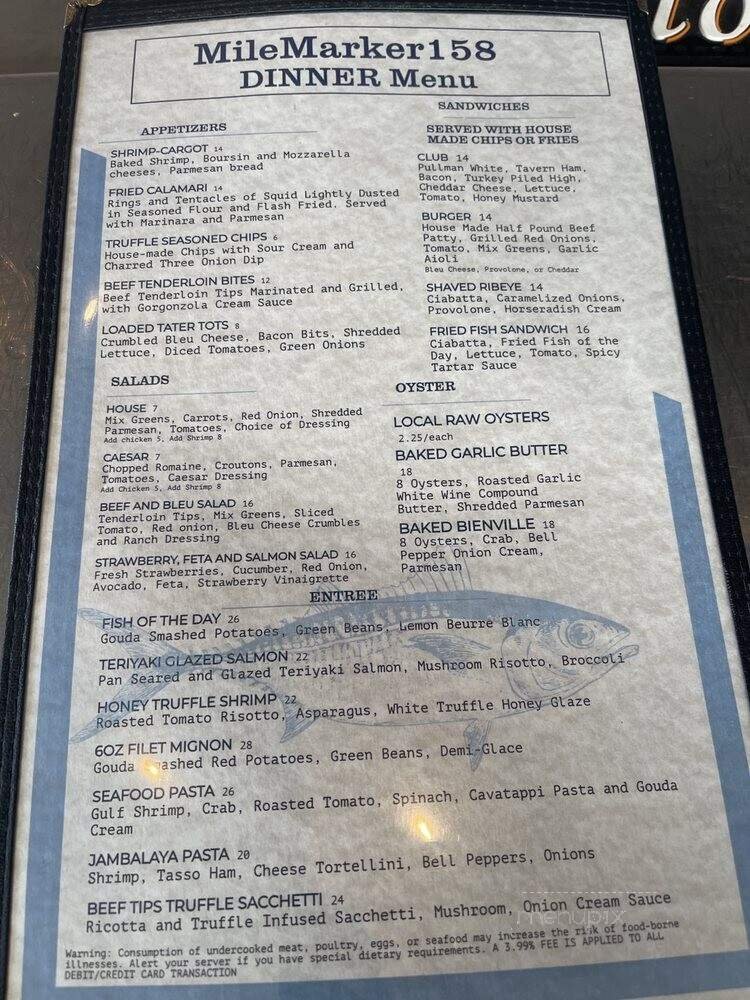 MileMarker158
DINNER Menu
APPETIZERS
SHRIMP-CARGOT 14
Baked Shrimp, Boursin and Mozzarella
cheeses, Parmesan bread
FRIED CALAMARI 14
Rings and Tentacles of Squid Lightly Dusted
in Seasoned Flour and Flash Fried. Served
with Marinara and Parmesan
TRUFFLE SEASONED CHIPS 6
House-made Chips with Sour Cream and
Charred Three Onion Dip
BEEF TENDERLOIN BITES 12
Beef Tenderloin Tips Marinated and Grilled,
with Gorgonzola Cream Sauce
LOADED TATER TOTS 8
Crumbled Bleu Cheese, Bacon Bits, Shredded
Lettuce, Diced Tomatoes, Green Onions
SALADS
HOUSE 7
Mix Greens, Carrots, Red Onion, Shredded
Parmesan, Tomatoes, Choice of Dressing
Add chicken 5, Add Shrimp 8
CAESAR 7
Chopped Romaine, Croutons, Parmesan,
Tomatoes, Caesar Dressing
Add Chicken 5, Add Shrimp 8
BEEF AND BLEU SALAD 16
Tenderloin Tips, Mix Greens, Sliced
Tomato, Red onion, Bleu Cheese Crumbles
and Ranch Dressing
STRAWBERRY, FETA AND SALMON SALAD 16
Fresh Strawberries, Cucumber, Red Onion,
Avocado, Feta, Strawberry Vinaigrette
SANDWICHES
SERVED WITH HOUSE
MADE CHIPS OR FRIES
CLUB 14
Pullman White, Tavern Ham,
Bacon, Turkey Piled High,
Cheddar Cheese, Lettuce,
Tomato, Honey Mustard
BURGER 14
House Made Half Pound Beef
Patty, Grilled Red Onions,
Tomato, Mix Greens, Garlic
Aioli
Bleu Cheese, Provolone, or Cheddar
SHAVED RIBEYE 14
Ciabatta, Caramelized Onions,
Provolone, Horseradish Cream
FRIED FISH SANDWICH 16
Ciabatta, Fried Fish of the
Day, Lettuce, Tomato, Spicy
Tartar Sauce
OYSTER
LOCAL RAW OYSTERS
2.25/each
BAKED GARLIC BUTTER
18
8 Oysters, Roasted Garlic
White Wine Compound
Butter, Shredded Parmesan
BAKED BIENVILLE 18
8 Oysters, Crab, Bell
Pepper Onion Cream,
Parmesan
ENTREE
FISH OF THE DAY 26
Gouda Smashed Potatoes, Green Beans, Lemon Beurre Blanc
TERIYAKI GLAZED SALMON 22
Pan Seared and Glazed Teriyaki Salmon, Mushroom Risotto, Broccoli
HONEY TRUFFLE SHRIMP 22
Roasted Tomato Risotto, Asparagus, White Truffle Honey Glaze
6OZ FILET MIGNON 28
Gouda Smashed Red Potatoes, Green Beans, Demi-Glace
SEAFOOD PASTA 26
Gulf Shrimp, Crab, Roasted Tomato, Spinach, Cavatappi Pasta and Gouda
Cream
JAMBALAYA PASTA 20
Shrimp, Tasso Ham, Cheese Tortellini, Bell Peppers, Onions
BEEF TIPS TRUFFLE SACCHETTI 24
Ricotta and Truffle Infused Sacchetti, Mushroom, Onion Cream Sauce
menupix
Warning: Consumption of undercooked meat, poultry, eggs, or seafood may increase the risk of food-borne
illnesses. Alert your server if you have special dietary requirements. A 3.99% FEE IS APPLIED TO ALL
DEBIT/CREDIT CARD TRANSACTION